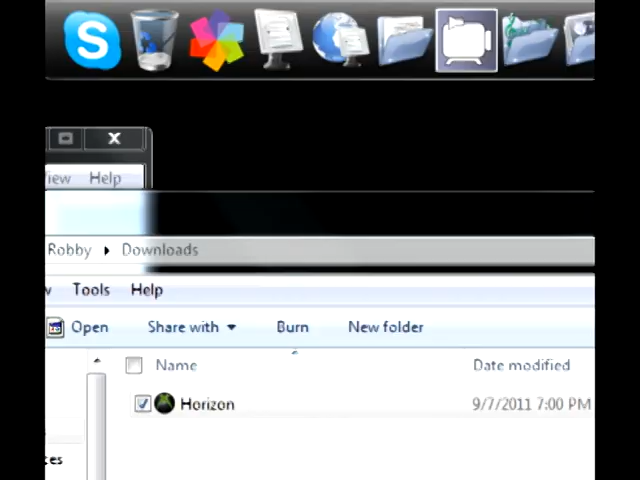 S
iew Help
Robby ▸ Downloads
Tools Help
Open Share with ▾ Burn New folder
Name Date modified
Horizon 9/7/2011 7:00 PM
ces